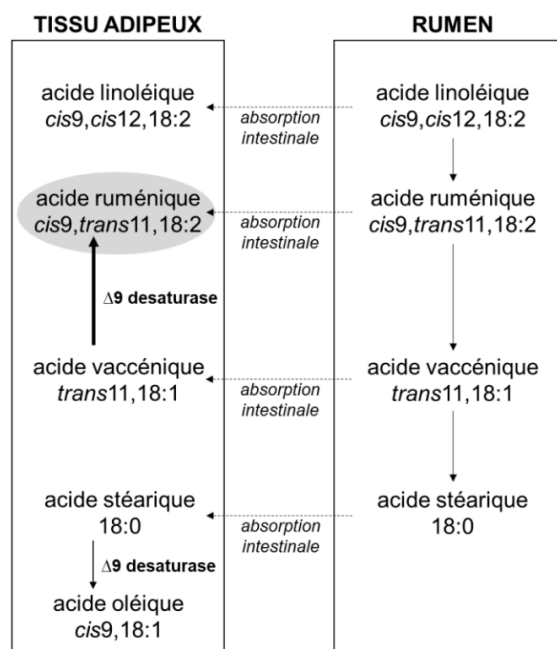 TISSU ADIPEUX
RUMEN
acide linoléique
cis9,cis12,18:2
absorption
intestinale
acide linoléique
cis9,cis12,18:2
acide ruménique
cis9,trans11,18:2
absorption
intestinale
acide ruménique
cis9,trans11,18:2
Δ9 desaturase
acide vaccénique
trans11,18:1
absorption
intestinale
acide vaccénique
trans11,18:1
acide stéarique
18:0
absorption
intestinale
acide stéarique
18:0
Δ9 desaturase
acide oléique
cis9,18:1